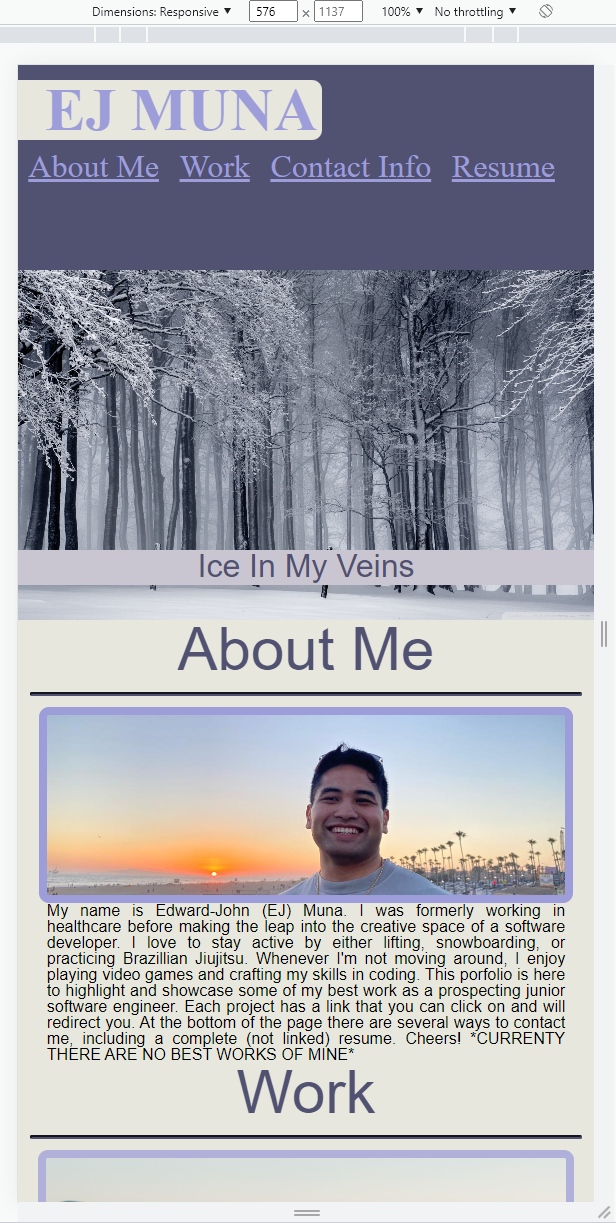 Dimensions: Responsive ▼ 576 × 1137 100% ▼ No throttling ▼
EJ MUNA
About Me Work Contact Info Resume
Ice In My Veins
About Me
My name is Edward-John (EJ) Muna. I was formerly working in
healthcare before making the leap into the creative space of a software
developer. I love to stay active by either lifting, snowboarding, or
practicing Brazillian Jiujitsu. Whenever I'm not moving around, I enjoy
playing video games and crafting my skills in coding. This porfolio is here
to highlight and showcase some of my best work as a prospecting junior
software engineer. Each project has a link that you can click on and will
redirect you. At the bottom of the page there are several ways to contact
me, including a complete (not linked) resume. Cheers! *CURRENTY
THERE ARE NO BEST WORKS OF MINE*
Work